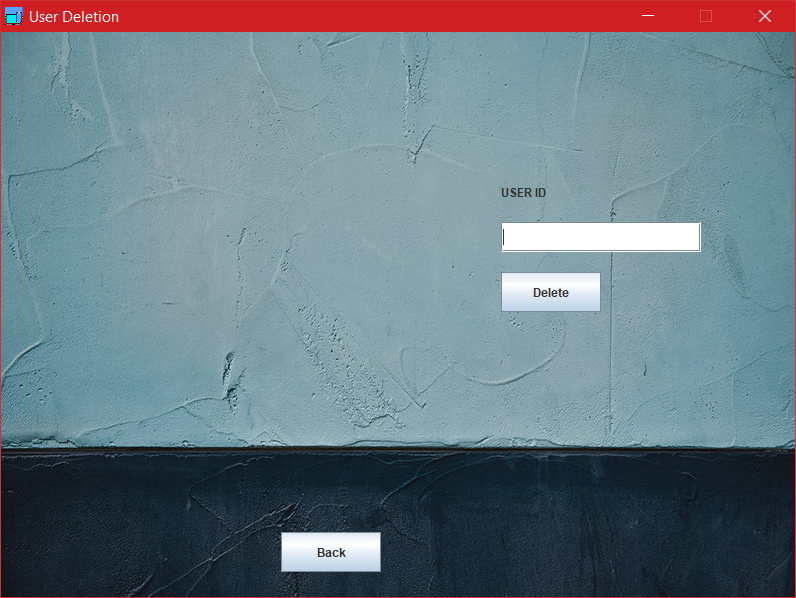 User Deletion
USER ID
Delete
Back